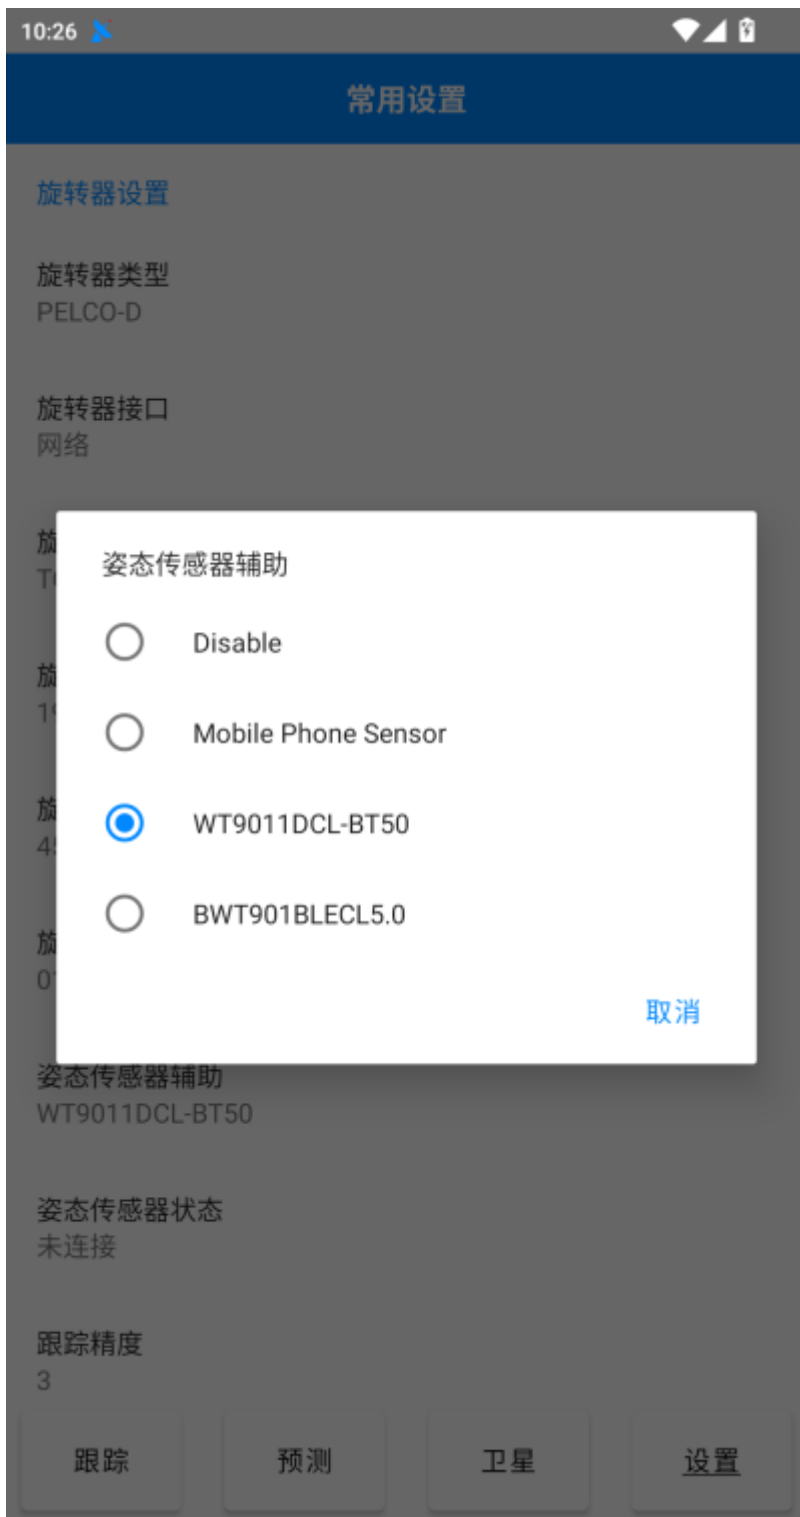 10:26
常用设置
旋转器设置
旋转器类型
PELCO-D
旋转器接口
网络
姿态传感器辅助
Disable
Mobile Phone Sensor
WT9011DCL-BT50
BWT901BLECL5.0
取消
姿态传感器辅助
WT9011DCL-BT50
姿态传感器状态
未连接
跟踪精度
3
跟踪
预测
卫星
设置